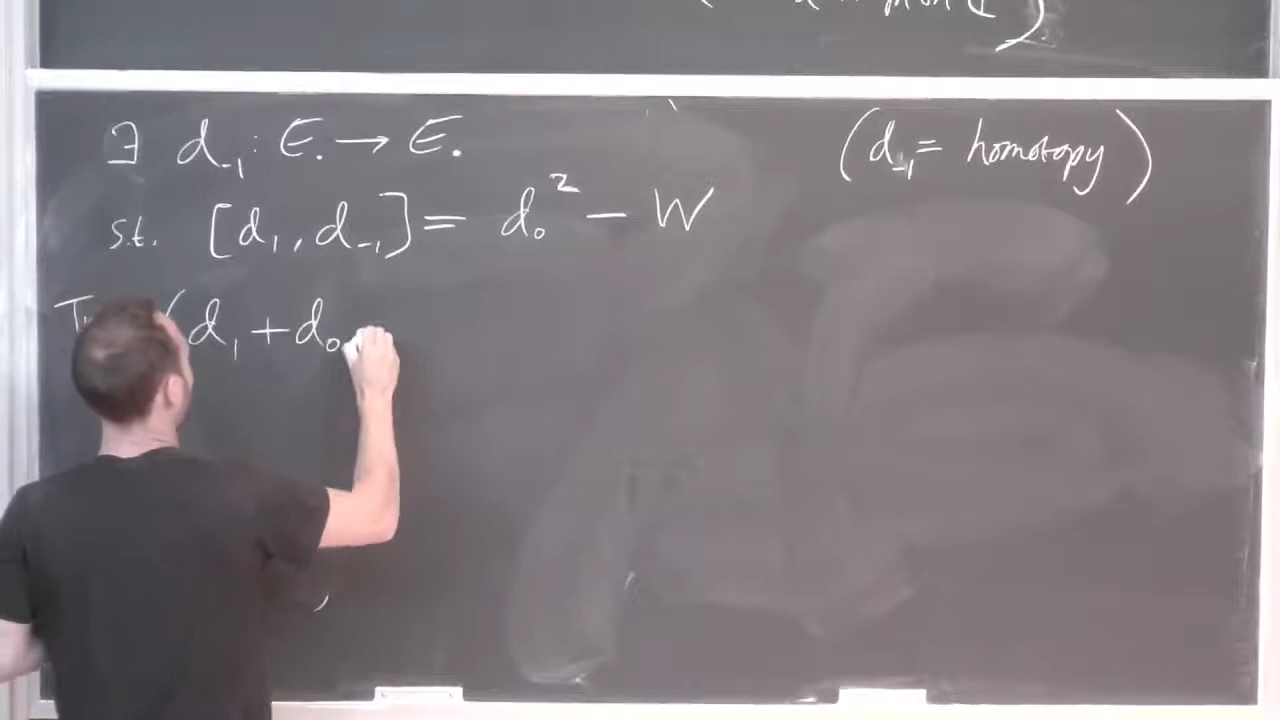 ∃ d₋₁ : E. → E.
(d₋₁ = homotopy)
s.t. [d₁, d₋₁] = d₀² − W
(d₁ + d₀